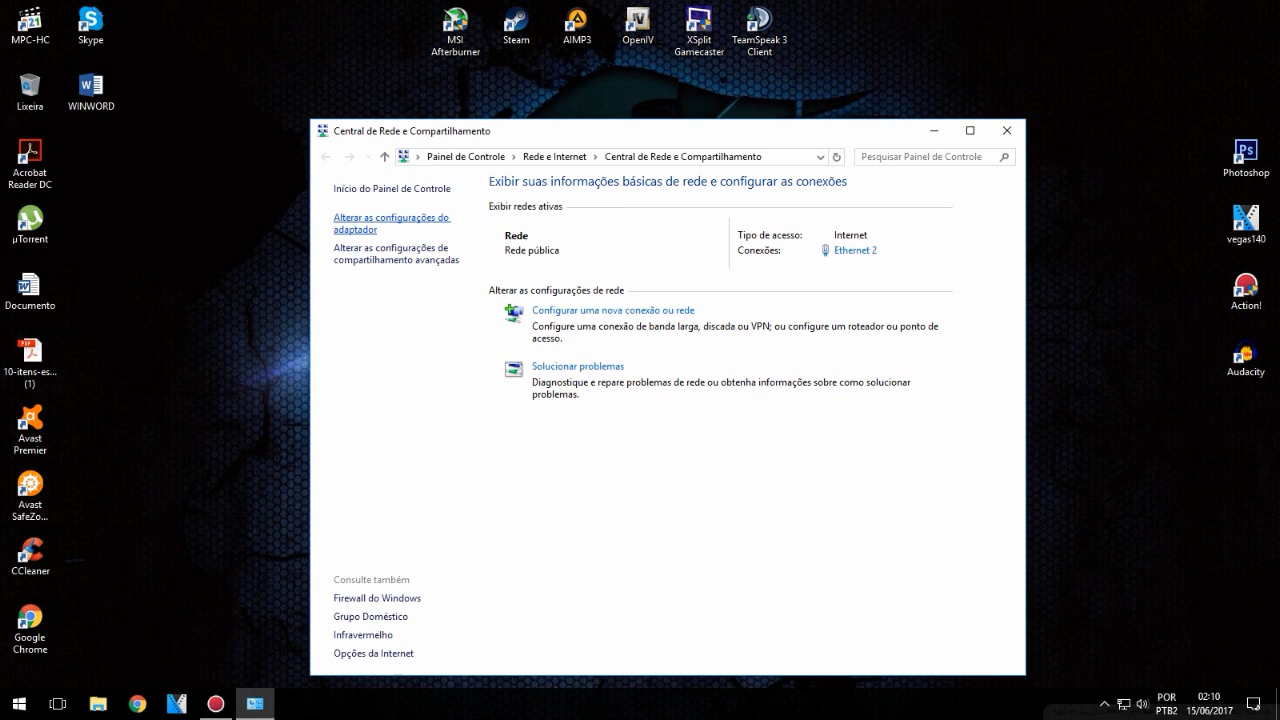 MPC-HC
Skype
MSI
Afterburner
Steam
AIMP3
OpenIV
XSplit
Gamecaster
TeamSpeak 3
Client
Lixeira
WINWORD
Acrobat
Reader DC
µTorrent
Documento
10-itens-es...
(1)
Avast
Premier
Avast
SafeZo...
CCleaner
Google
Chrome
Central de Rede e Compartilhamento
Painel de Controle
Rede e Internet
Central de Rede e Compartilhamento
Pesquisar Painel de Controle
Início do Painel de Controle
Alterar as configurações do
adaptador
Alterar as configurações de
compartilhamento avançadas
Exibir suas informações básicas de rede e configurar as conexões
Exibir redes ativas
Rede
Rede pública
Tipo de acesso: Internet
Conexões: Ethernet 2
Alterar as configurações de rede
Configurar uma nova conexão ou rede
Configure uma conexão de banda larga, discada ou VPN; ou configure um roteador ou ponto de
acesso.
Solucionar problemas
Diagnostique e repare problemas de rede ou obtenha informações sobre como solucionar
problemas.
Consulte também
Firewall do Windows
Grupo Doméstico
Infravermelho
Opções da Internet
Photoshop
vegas140
Action!
Audacity
POR
PTB2
02:10
15/06/2017